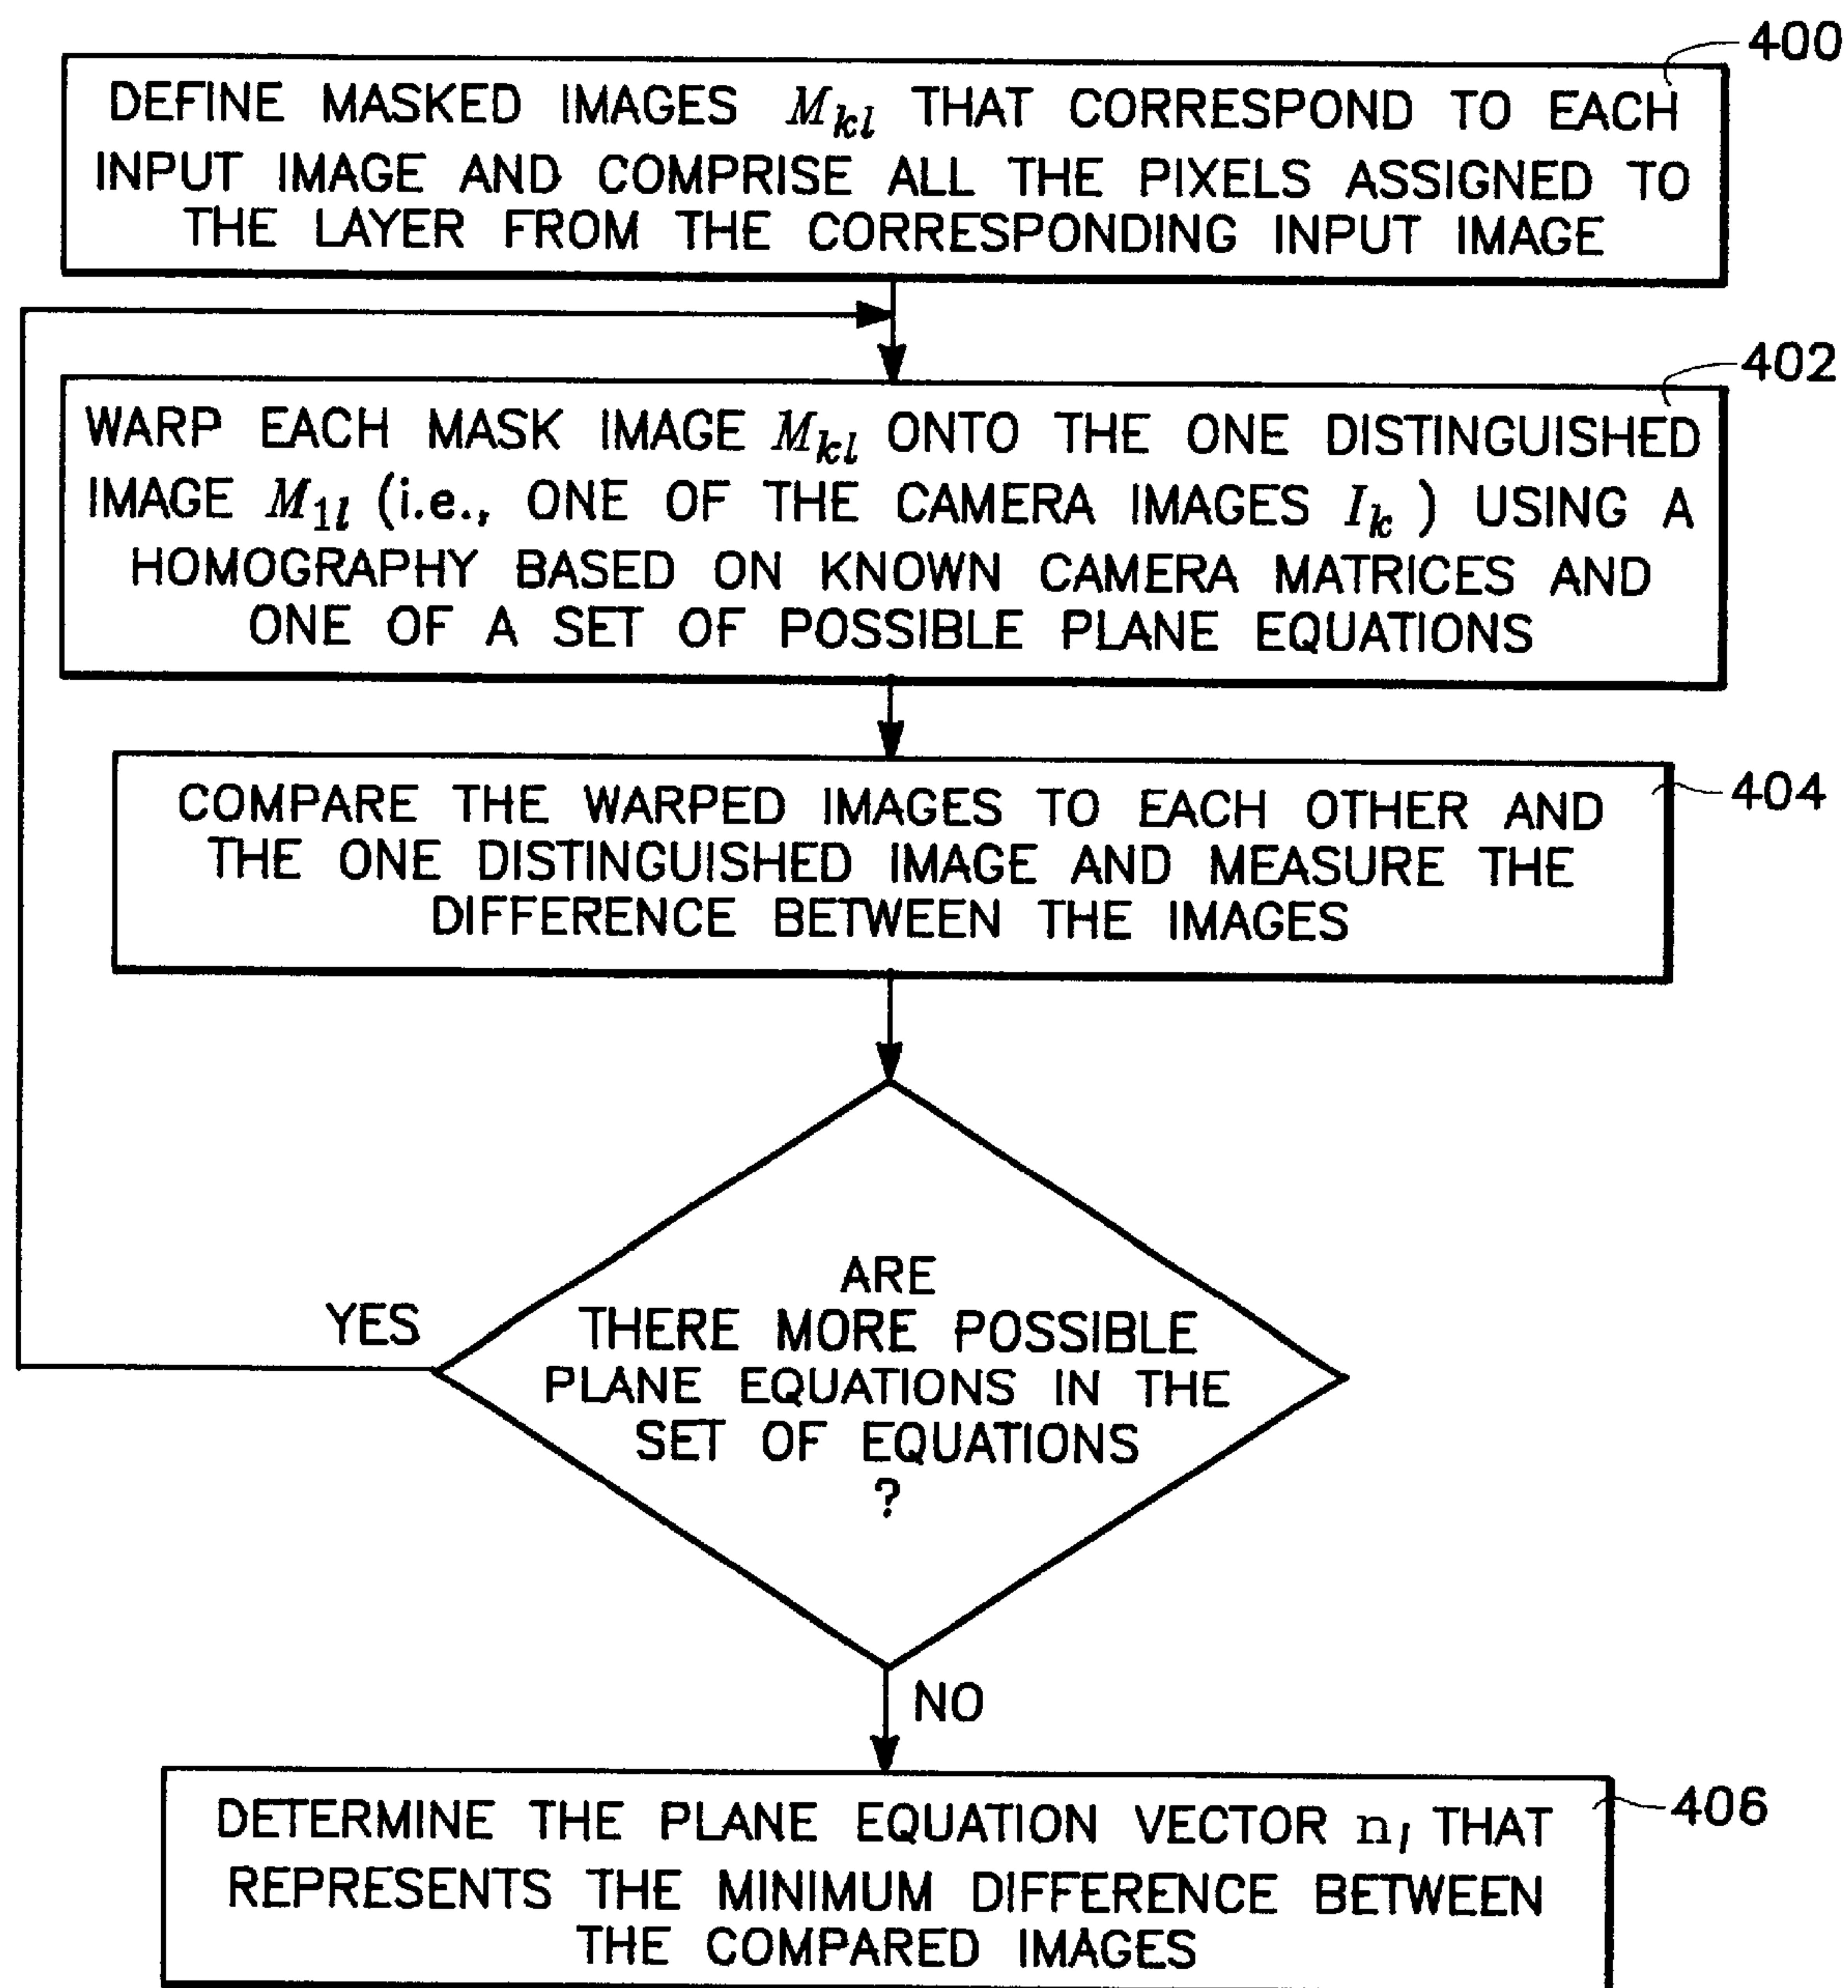 400
DEFINE MASKED IMAGES Mkl THAT CORRESPOND TO EACH
INPUT IMAGE AND COMPRISE ALL THE PIXELS ASSIGNED TO
THE LAYER FROM THE CORRESPONDING INPUT IMAGE
402
WARP EACH MASK IMAGE Mkl ONTO THE ONE DISTINGUISHED
IMAGE M1l (i.e., ONE OF THE CAMERA IMAGES Ik ) USING A
HOMOGRAPHY BASED ON KNOWN CAMERA MATRICES AND
ONE OF A SET OF POSSIBLE PLANE EQUATIONS
404
COMPARE THE WARPED IMAGES TO EACH OTHER AND
THE ONE DISTINGUISHED IMAGE AND MEASURE THE
DIFFERENCE BETWEEN THE IMAGES
YES
ARE
THERE MORE POSSIBLE
PLANE EQUATIONS IN THE
SET OF EQUATIONS
?
NO
406
DETERMINE THE PLANE EQUATION VECTOR nl THAT
REPRESENTS THE MINIMUM DIFFERENCE BETWEEN
THE COMPARED IMAGES